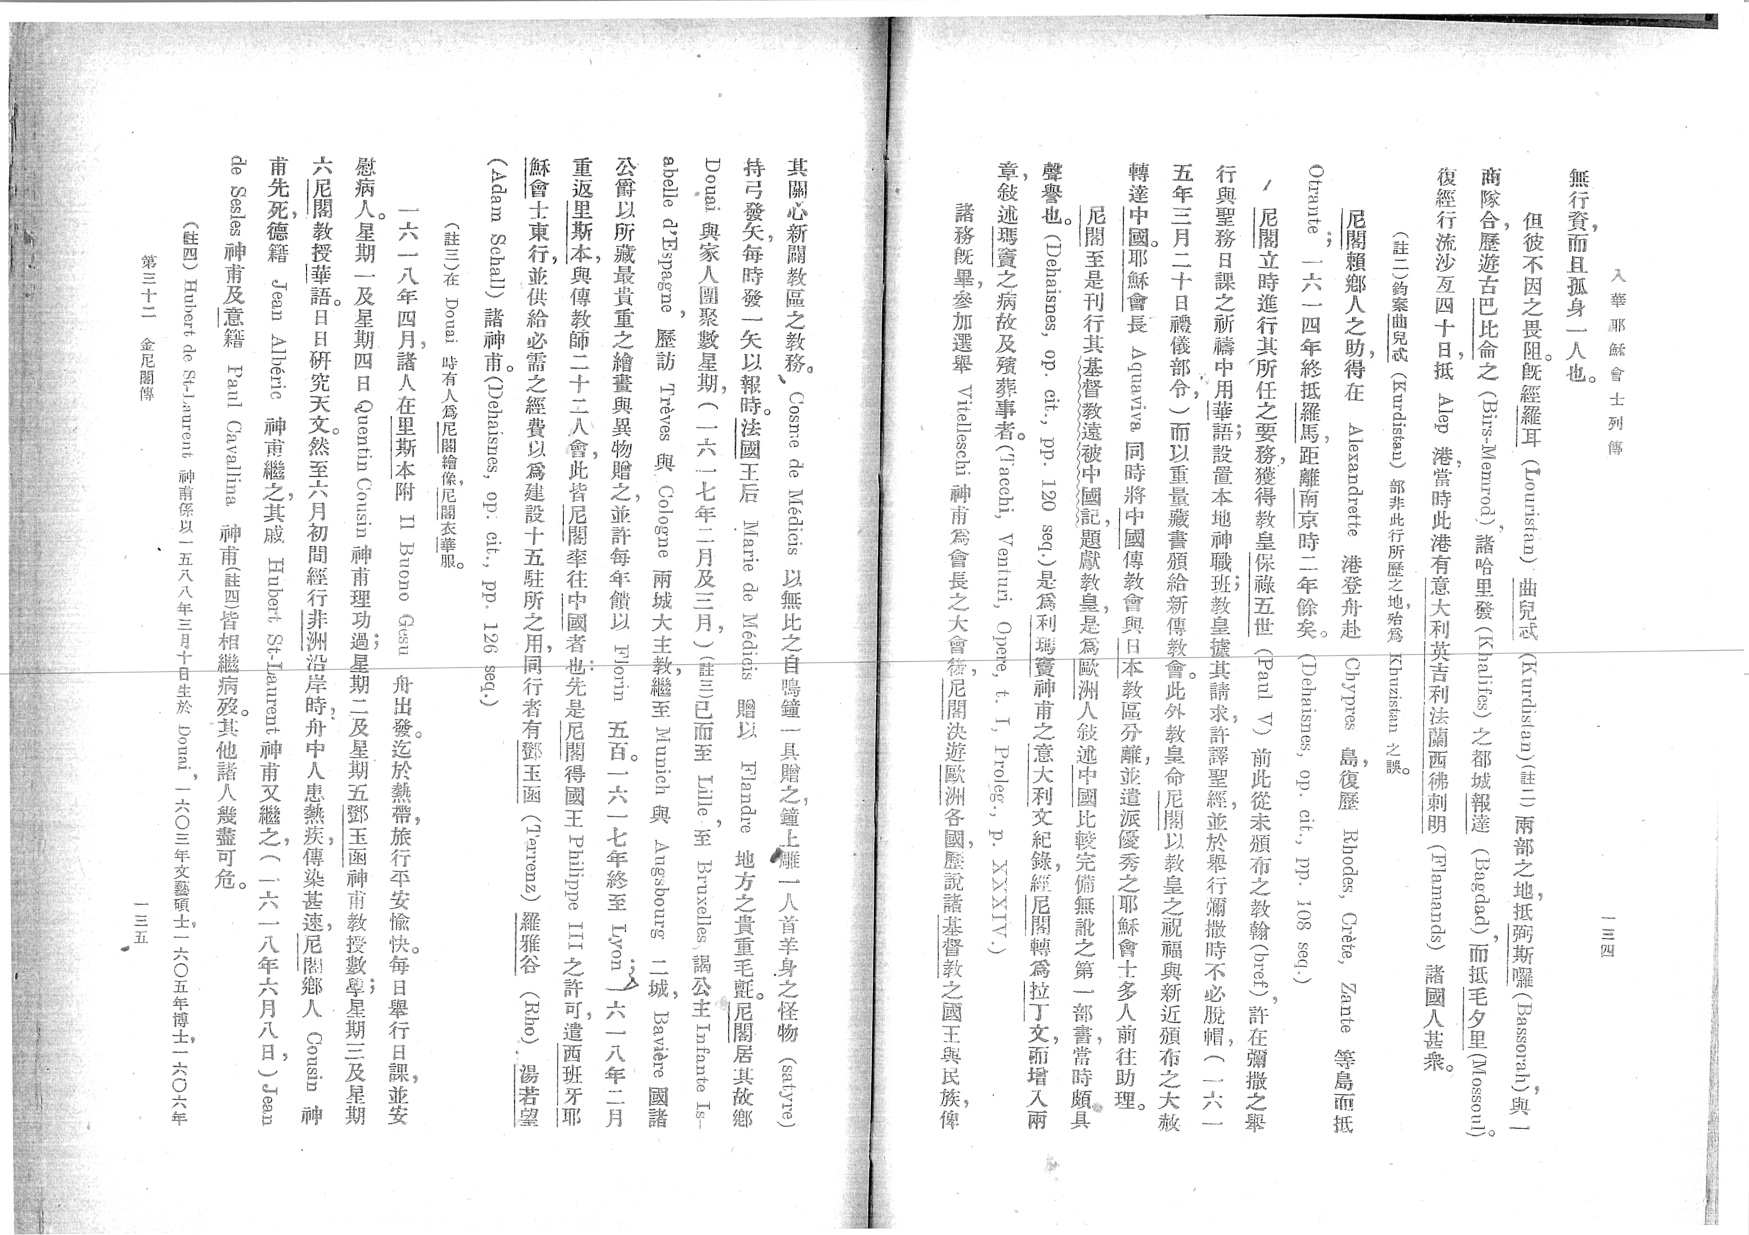 入華耶穌會士列傳
一三四
無行資，而且孤身一人也。
但彼不因之畏阻。既經羅耳 (Louristan) 曲兒忒 (Kurdistan)(註二)兩部之地，抵弼斯囉 (Bassorah)，與一
商隊合，歷遊古巴比侖之 (Birs-Memrod)，諸哈里發 (Khalifes) 之都城報達 (Bagdad)，而抵毛夕里 (Mossoul)。
復經行流沙亙四十日，抵 Alep 港，當時此港有意大利英吉利法蘭西彿剌明 (Flamands) 諸國人甚衆。
(註二)鈞案曲兒忒 (Kurdistan) 部非此行所歷之地，殆爲 Khuzistan 之誤。
尼閣賴鄉人之助，得在 Alexandrette 港登舟赴 Chypres 島，復歷 Rhodes, Crète, Zante 等島而抵
Otrante；一六一四年終抵羅馬，距離南京時二年餘矣。(Dehaisnes, op. cit., pp. 108 seq.)
尼閣立時進行其所任之要務，獲得教皇保祿五世 (Paul V) 前此從未頒布之教翰 (bref)，許在彌撒之舉
行與聖務日課之祈禱中用華語；設置本地神職班；教皇據其請求，許譯聖經，並於舉行彌撒時不必脫帽，(一六一
五年三月二十日禮儀部令，)而以重量藏書頒給新傳教會。此外教皇命尼閣以教皇之祝福與新近頒布之大赦
轉達中國。耶穌會長 Aquaviva 同時將中國傳教會與日本教區分離，並遣派優秀之耶穌會士多人前往助理。
尼閣至是刊行其基督教遠被中國記，題獻教皇，是爲歐洲人敍述中國比較完備無訛之第一部書，當時頗具
聲譽也。(Dehaisnes, op. cit., pp. 120 seq.) 是爲利瑪竇神甫之意大利文紀錄，經尼閣轉爲拉丁文，而增入兩
章，敍述瑪竇之病故及殯葬事者。(Tacchi, Venturi, Opere, t. I, Proleg., p. XXXIV.)
諸務既畢，參加選舉 Vitelleschi 神甫爲會長之大會後，尼閣決遊歐洲各國，歷說諸基督教之國王與民族，俾
其關心新闢教區之教務。Cosme de Médicis 以無比之自鳴鐘一具贈之，鐘上雕一人首羊身之怪物 (satyre)
持弓發矢，每時發一矢以報時。法國王后 Marie de Médicis 贈以 Flandre 地方之貴重毛氈。尼閣居其故鄉
Douai 與家人團聚數星期，(一六一七年二月及三月，)(註三)已而至 Lille，至 Bruxelles，謁公主 Infante Is-
abelle d'Espagne，歷訪 Trèves 與 Cologne 兩城大主教，繼至 Munich 與 Augsbourg 二城，Bavière 國諸
公爵以所藏最貴重之繪畫與異物贈之，並許每年饋以 Florin 五百。一六一七年終至 Lyon；一六一八年二月
重返里斯本，與傳教師二十二人會，此皆尼閣率往中國者也；先是尼閣得國王 Philippe III 之許可，遣西班牙耶
穌會士東行，並供給必需之經費以爲建設十五駐所之用，同行者有鄧玉函 (Terrenz) 羅雅谷 (Rho) 湯若望
(Adam Schall) 諸神甫。(Dehaisnes, op. cit., pp. 126 seq.)
(註三)在 Douai 時有人爲尼閣繪像，尼閣衣華服。
一六一八年四月，諸人在里斯本附 Il Buono Gesu 舟出發。迄於熱帶，旅行平安愉快。每日舉行日課，並安
慰病人。星期一及星期四日 Quentin Cousin 神甫理功過；星期二及星期五鄧玉函神甫教授數學；星期三及星期
六尼閣教授華語。日日研究天文。然至六月初間經行非洲沿岸時，舟中人患熱疾，傳染甚速，尼閣鄉人 Cousin 神
甫先死，德籍 Jean Albéric 神甫繼之，其戚 Hubert St-Laurent 神甫又繼之，(一六一八年六月八日，) Jean
de Sesles 神甫及意籍 Paul Cavallina 神甫(註四)皆相繼病歿。其他諸人幾盡可危。
(註四) Hubert de St-Laurent 神甫係以一五八八年三月十日生於 Douai，一六〇三年文藝碩士，一六〇五年博士，一六〇六年
第三十二 金尼閣傳
一三五